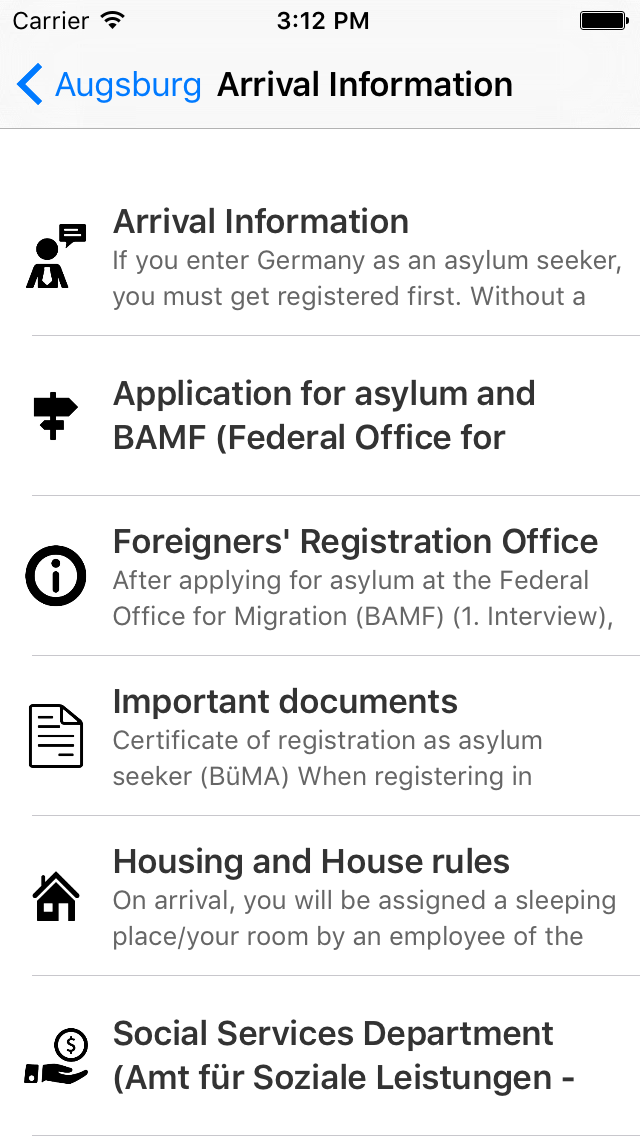 Carrier 3:12 PM
Augsburg Arrival Information
Arrival Information
If you enter Germany as an asylum seeker,
you must get registered first. Without a
Application for asylum and
BAMF (Federal Office for
Foreigners' Registration Office
After applying for asylum at the Federal
Office for Migration (BAMF) (1. Interview),
Important documents
Certificate of registration as asylum
seeker (BüMA) When registering in
Housing and House rules
On arrival, you will be assigned a sleeping
place/your room by an employee of the
$
Social Services Department
(Amt für Soziale Leistungen -